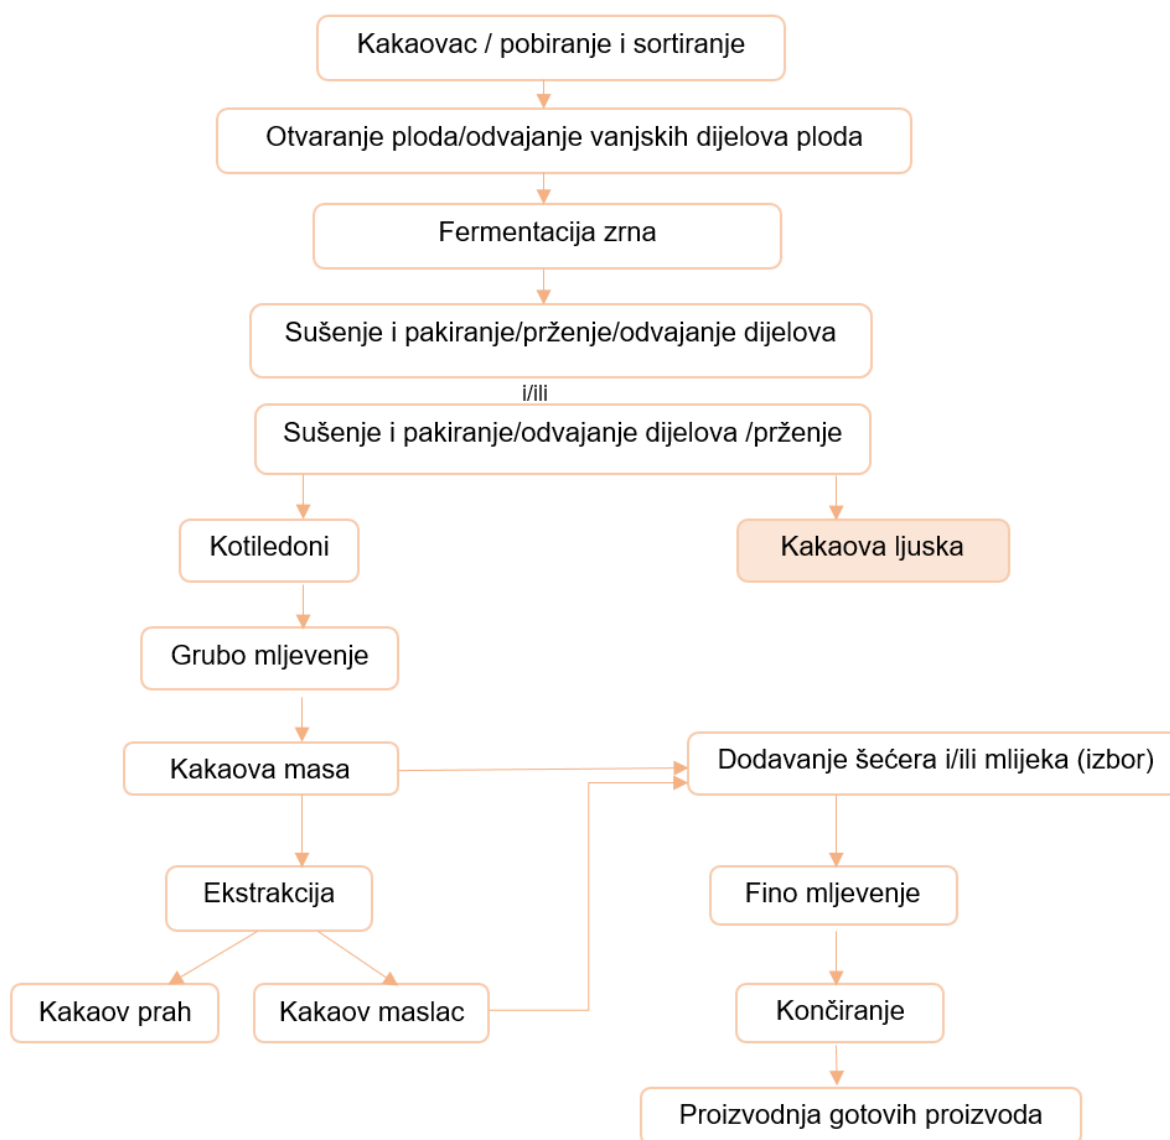 Kakaovac / pobiranje i sortiranje
Otvaranje ploda/odvajanje vanjskih dijelova ploda
Fermentacija zrna
Sušenje i pakiranje/prženje/odvajanje dijelova
i/ili
Sušenje i pakiranje/odvajanje dijelova /prženje
Kotiledoni
Kakaova ljuska
Grubo mljevenje
Kakaova masa
Dodavanje šećera i/ili mlijeka (izbor)
Ekstrakcija
Fino mljevenje
Kakaov prah
Kakaov maslac
Končiranje
Proizvodnja gotovih proizvoda